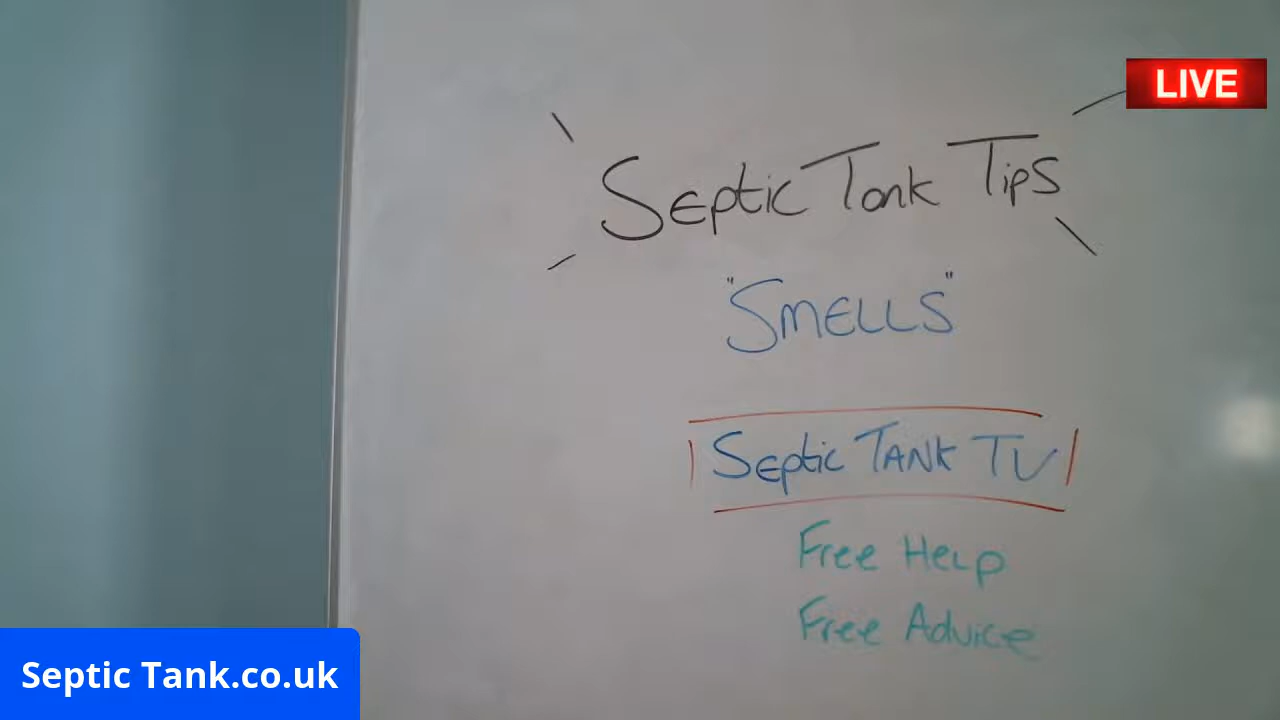 LIVE
Septic Tank Tips
"SMELLS"
Septic TANK TV
Free Help
Free Advice
Septic Tank.co.uk